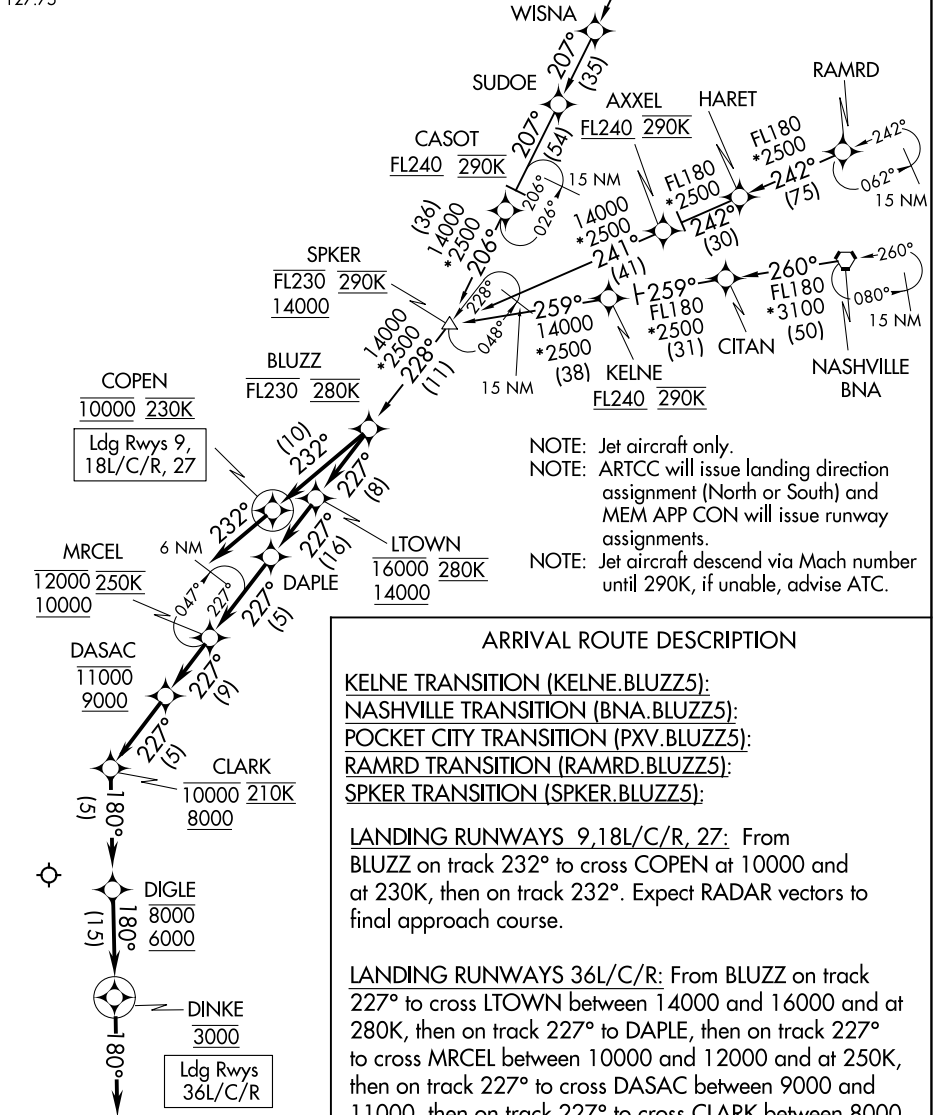 127.75
WISNA
207°
(35)
SUDOE
207°
(54)
CASOT
FL240 290K
206°
026°
15 NM
AXXEL
FL240 290K
HARET
RAMRD
FL180
*2500
242°
(75)
242°
062°
15 NM
FL180
*2500
242°
(30)
14000
*2500
241°
(41)
(36)
14000
*2500
206°
SPKER
FL230 290K
14000
228°
048°
15 NM
259°
14000
*2500
(38)
KELNE
FL240 290K
259°
FL180
*2500
(31)
CITAN
260°
FL180
*3100
(50)
260°
080°
15 NM
NASHVILLE
BNA
14000
*2500
228°
(11)
BLUZZ
FL230 280K
COPEN
10000 230K
Ldg Rwys 9,
18L/C/R, 27
(10)
232°
227°
(8)
232°
6 NM
227°
(16)
LTOWN
16000 280K
14000
MRCEL
12000 250K
10000
047°
227°
DAPLE
227°
(5)
DASAC
11000
9000
227°
(9)
227°
(5)
CLARK
10000 210K
8000
180°
(5)
DIGLE
8000
6000
180°
(15)
DINKE
3000
Ldg Rwys
36L/C/R
180°
NOTE: Jet aircraft only.
NOTE: ARTCC will issue landing direction
assignment (North or South) and
MEM APP CON will issue runway
assignments.
NOTE: Jet aircraft descend via Mach number
until 290K, if unable, advise ATC.
ARRIVAL ROUTE DESCRIPTION
KELNE TRANSITION (KELNE.BLUZZ5):
NASHVILLE TRANSITION (BNA.BLUZZ5):
POCKET CITY TRANSITION (PXV.BLUZZ5):
RAMRD TRANSITION (RAMRD.BLUZZ5):
SPKER TRANSITION (SPKER.BLUZZ5):
LANDING RUNWAYS 9,18L/C/R, 27: From
BLUZZ on track 232° to cross COPEN at 10000 and
at 230K, then on track 232°. Expect RADAR vectors to
final approach course.
LANDING RUNWAYS 36L/C/R: From BLUZZ on track
227° to cross LTOWN between 14000 and 16000 and at
280K, then on track 227° to DAPLE, then on track 227°
to cross MRCEL between 10000 and 12000 and at 250K,
then on track 227° to cross DASAC between 9000 and
11000, then on track 227° to cross CLARK between 8000